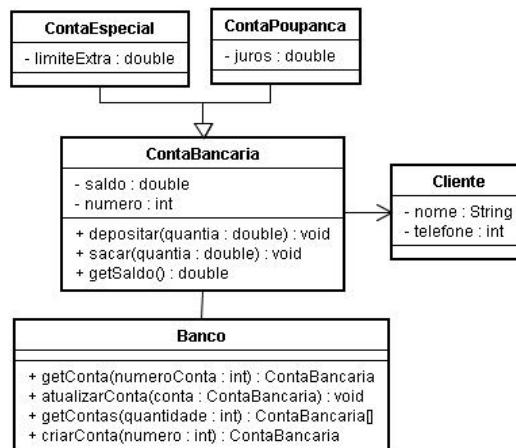 ContaEspecial
- limiteExtra : double
ContaPoupanca
- juros : double
ContaBancaria
- saldo : double
- numero : int
+ depositar(quantia : double) : void
+ sacar(quantia : double) : void
+ getSaldo() : double
Cliente
- nome : String
- telefone : int
Banco
+ getConta(numeroConta : int) : ContaBancaria
+ atualizarConta(conta : ContaBancaria) : void
+ getContas(quantidade : int) : ContaBancaria[]
+ criarConta(numero : int) : ContaBancaria